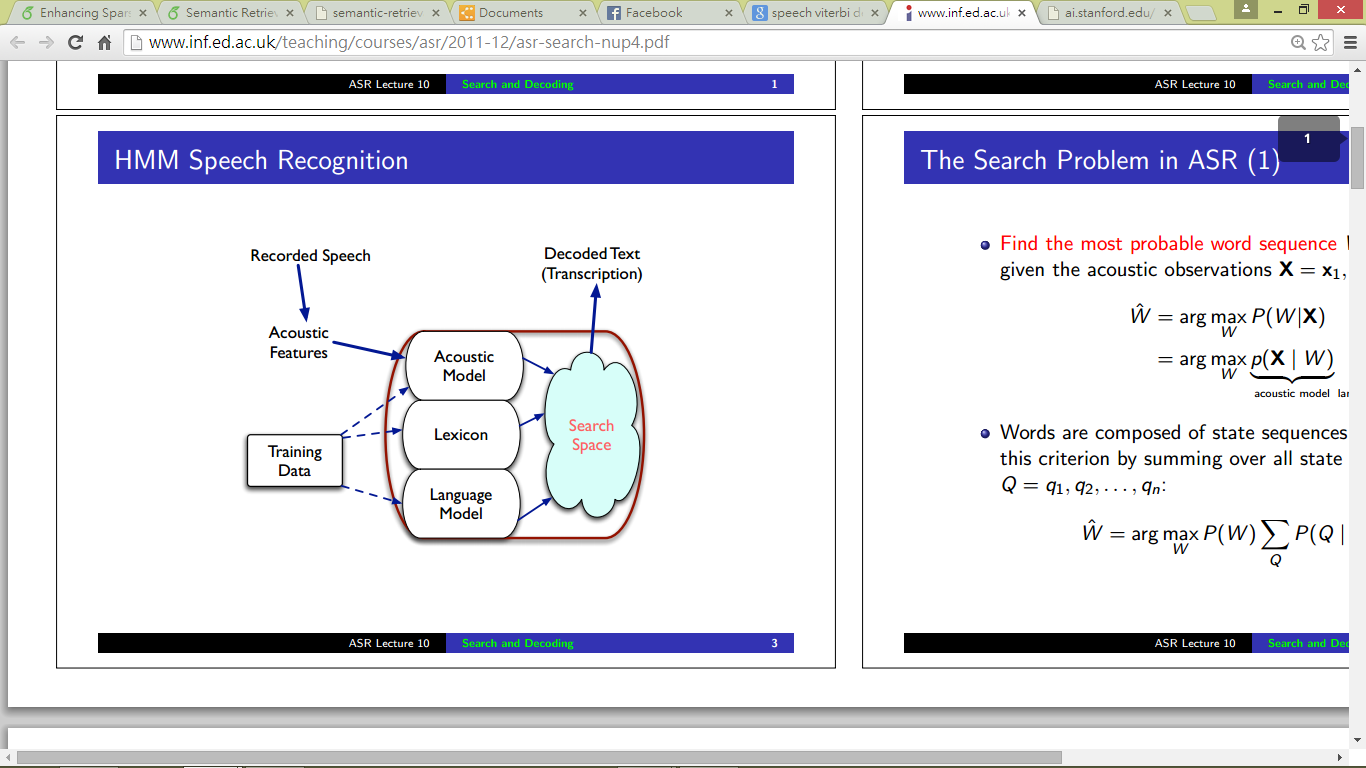 Enhancing Spars
Semantic Retriev
semantic-retriev
Documents
Facebook
speech viterbi d
www.inf.ed.ac.uk
ai.stanford.edu/
www.inf.ed.ac.uk/teaching/courses/asr/2011-12/asr-search-nup4.pdf
ASR Lecture 10 Search and Decoding 1
ASR Lecture 10 Search and Dec
HMM Speech Recognition
Recorded Speech
Decoded Text
(Transcription)
Acoustic
Features
Acoustic
Model
Lexicon
Search
Space
Training
Data
Language
Model
ASR Lecture 10 Search and Decoding 3
1
The Search Problem in ASR (1)
Find the most probable word sequence
given the acoustic observations X = x₁,
Ŵ = arg max P(W|X)
W
= arg max p(X | W)
W
acoustic model lan
Words are composed of state sequences
this criterion by summing over all state
Q = q₁, q₂, . . . , qₙ:
Ŵ = arg max P(W) ∑ P(Q |
W Q
ASR Lecture 10 Search and Dec